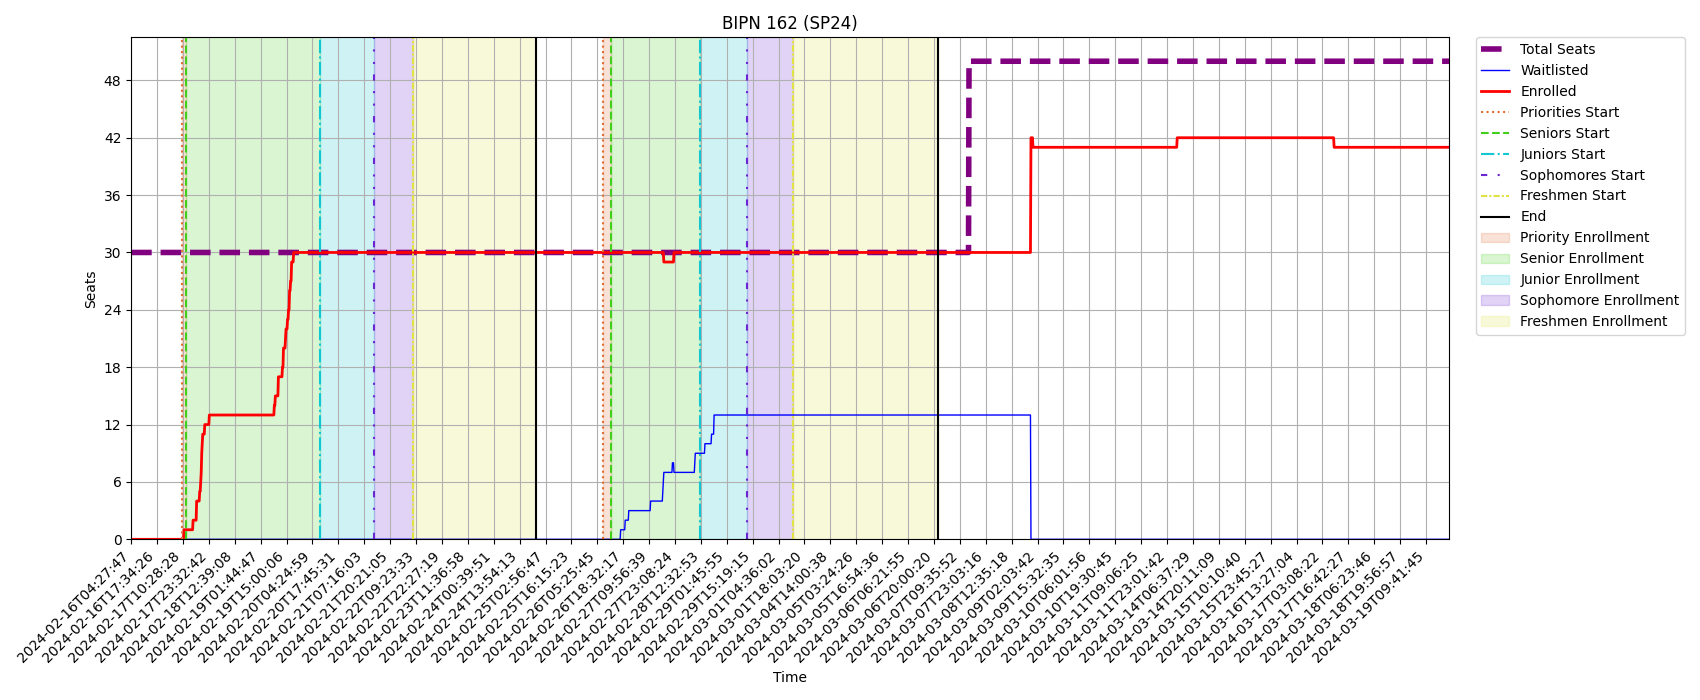 BIPN 162 (SP24)
Seats
48
42
36
30
24
18
12
6
0
2024-02-16T04:27:47
2024-02-16T17:34:26
2024-02-17T10:28:28
2024-02-17T23:32:42
2024-02-18T12:39:08
2024-02-19T01:44:47
2024-02-19T15:00:06
2024-02-20T04:24:59
2024-02-20T17:45:31
2024-02-21T07:16:03
2024-02-21T20:21:05
2024-02-22T09:23:33
2024-02-22T22:27:19
2024-02-23T11:36:58
2024-02-24T00:39:51
2024-02-24T13:54:13
2024-02-25T02:56:47
2024-02-25T16:15:23
2024-02-26T05:25:45
2024-02-26T18:32:17
2024-02-27T09:56:39
2024-02-27T23:08:24
2024-02-28T12:32:53
2024-02-29T01:45:55
2024-02-29T15:19:15
2024-03-01T04:36:02
2024-03-01T18:03:20
2024-03-04T14:00:38
2024-03-05T03:24:26
2024-03-05T16:54:36
2024-03-06T06:21:55
2024-03-06T20:00:20
2024-03-07T09:35:52
2024-03-07T23:03:16
2024-03-08T12:35:18
2024-03-09T02:03:42
2024-03-09T15:32:35
2024-03-10T06:01:56
2024-03-10T19:30:45
2024-03-11T09:06:25
2024-03-11T23:01:42
2024-03-14T06:37:29
2024-03-14T20:11:09
2024-03-15T10:10:40
2024-03-15T23:45:27
2024-03-16T13:27:04
2024-03-17T03:08:22
2024-03-17T16:42:27
2024-03-18T06:23:46
2024-03-18T19:56:57
2024-03-19T09:41:45
Time
Total Seats
Waitlisted
Enrolled
Priorities Start
Seniors Start
Juniors Start
Sophomores Start
Freshmen Start
End
Priority Enrollment
Senior Enrollment
Junior Enrollment
Sophomore Enrollment
Freshmen Enrollment